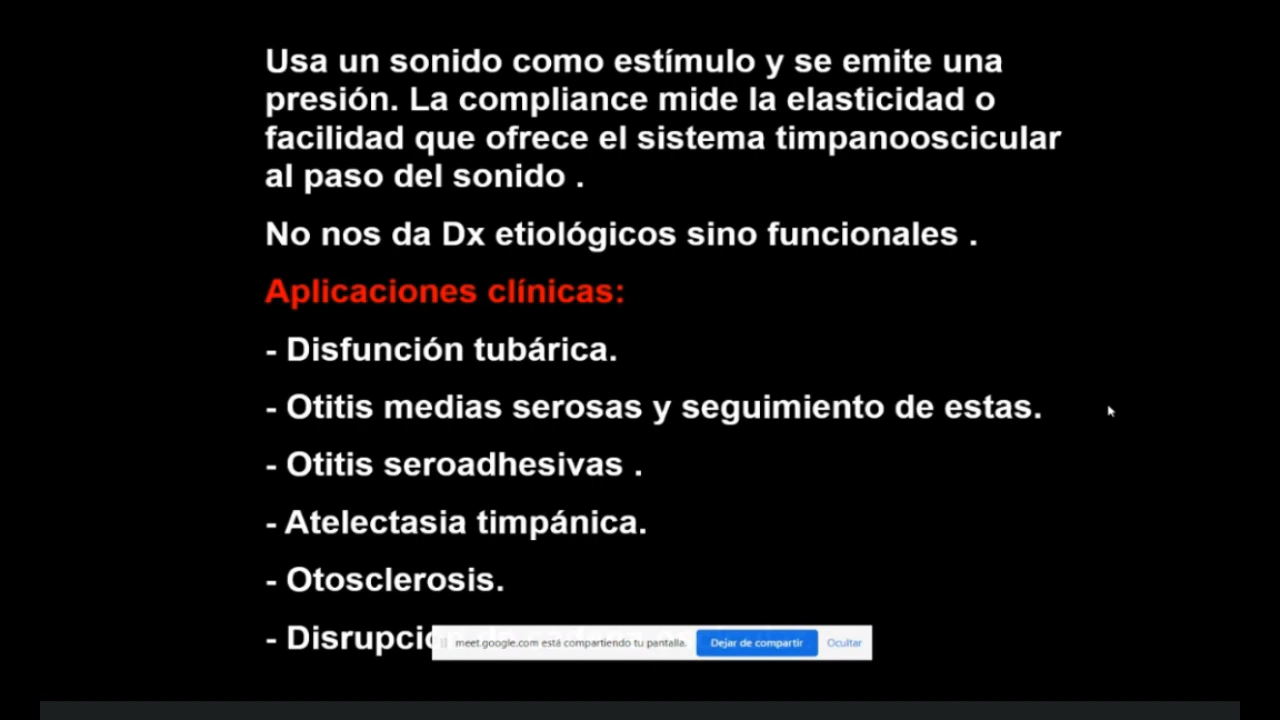 Usa un sonido como estímulo y se emite una
presión. La compliance mide la elasticidad o
facilidad que ofrece el sistema timpanooscicular
al paso del sonido .
No nos da Dx etiológicos sino funcionales .
Aplicaciones clínicas:
- Disfunción tubárica.
- Otitis medias serosas y seguimiento de estas.
- Otitis seroadhesivas .
- Atelectasia timpánica.
- Otosclerosis.
-
meet.google.com está compartiendo tu pantalla. Dejar de compartir Ocultar